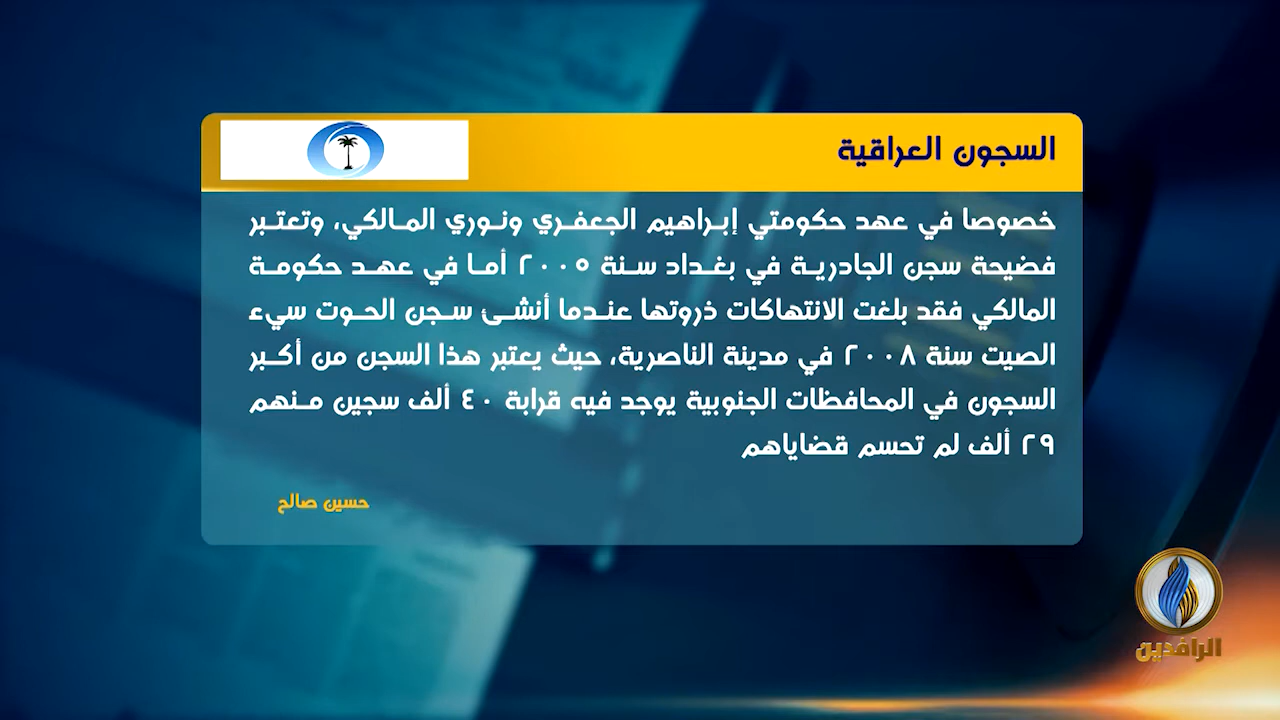 السجون العراقية
خصوصا في عهد حكومتي إبراهيم الجعفري ونوري المالكي، وتعتبر
فضيحة سجن الجادرية في بغداد سنة ٢٠٠٥ أما في عهد حكومة
المالكي فقد بلغت الانتهاكات ذروتها عندما أنشئ سجن الحوت سيء
الصيت سنة ٢٠٠٨ في مدينة الناصرية، حيث يعتبر هذا السجن من أكبر
السجون في المحافظات الجنوبية يوجد فيه قرابة ٤٠ ألف سجين منهم
٢٩ ألف لم تحسم قضاياهم
حسين صالح
الرافدين